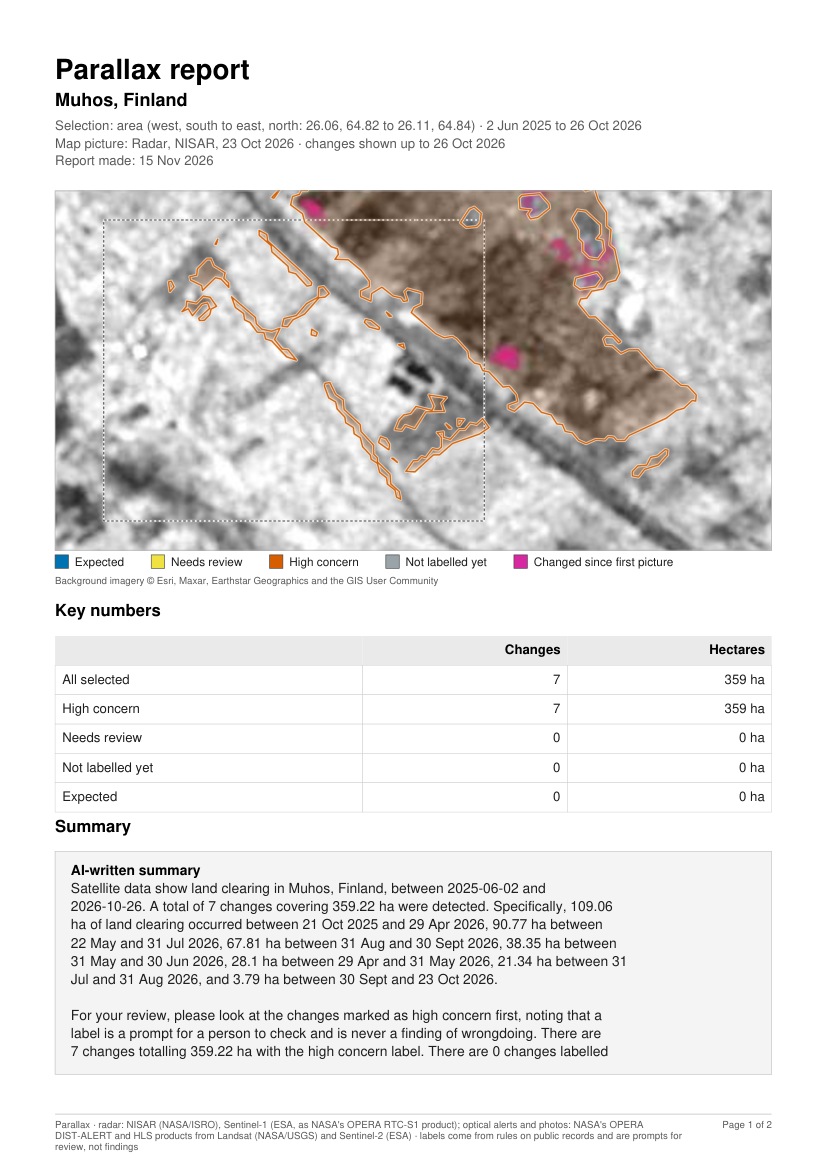 Parallax report
Muhos, Finland
Selection: area (west, south to east, north: 26.06, 64.82 to 26.11, 64.84) · 2 Jun 2025 to 26 Oct 2026
Map picture: Radar, NISAR, 23 Oct 2026 · changes shown up to 26 Oct 2026
Report made: 15 Nov 2026
Expected Needs review High concern Not labelled yet Changed since first picture
Background imagery © Esri, Maxar, Earthstar Geographics and the GIS User Community
Key numbers
Changes Hectares
All selected 7 359 ha
High concern 7 359 ha
Needs review 0 0 ha
Not labelled yet 0 0 ha
Expected 0 0 ha
Summary
AI-written summary
Satellite data show land clearing in Muhos, Finland, between 2025-06-02 and
2026-10-26. A total of 7 changes covering 359.22 ha were detected. Specifically, 109.06
ha of land clearing occurred between 21 Oct 2025 and 29 Apr 2026, 90.77 ha between
22 May and 31 Jul 2026, 67.81 ha between 31 Aug and 30 Sept 2026, 38.35 ha between
31 May and 30 Jun 2026, 28.1 ha between 29 Apr and 31 May 2026, 21.34 ha between 31
Jul and 31 Aug 2026, and 3.79 ha between 30 Sept and 23 Oct 2026.
For your review, please look at the changes marked as high concern first, noting that a
label is a prompt for a person to check and is never a finding of wrongdoing. There are
7 changes totalling 359.22 ha with the high concern label. There are 0 changes labelled
Parallax · radar: NISAR (NASA/ISRO), Sentinel-1 (ESA, as NASA's OPERA RTC-S1 product); optical alerts and photos: NASA's OPERA
DIST-ALERT and HLS products from Landsat (NASA/USGS) and Sentinel-2 (ESA) · labels come from rules on public records and are prompts for
review, not findings
Page 1 of 2